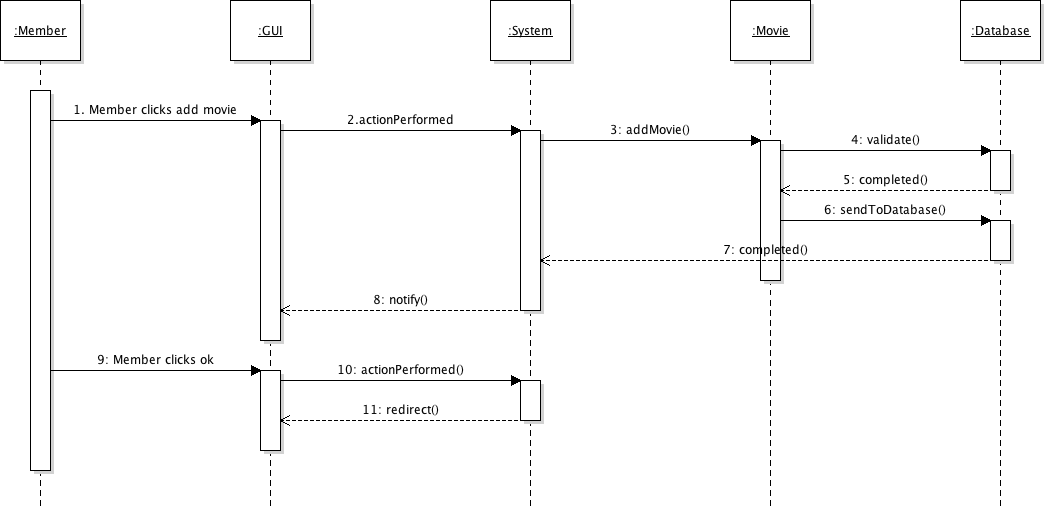 :Member
:GUI
:System
:Movie
:Database
1. Member clicks add movie
2.actionPerformed
3: addMovie()
4: validate()
5: completed()
6: sendToDatabase()
7: completed()
8: notify()
9: Member clicks ok
10: actionPerformed()
11: redirect()